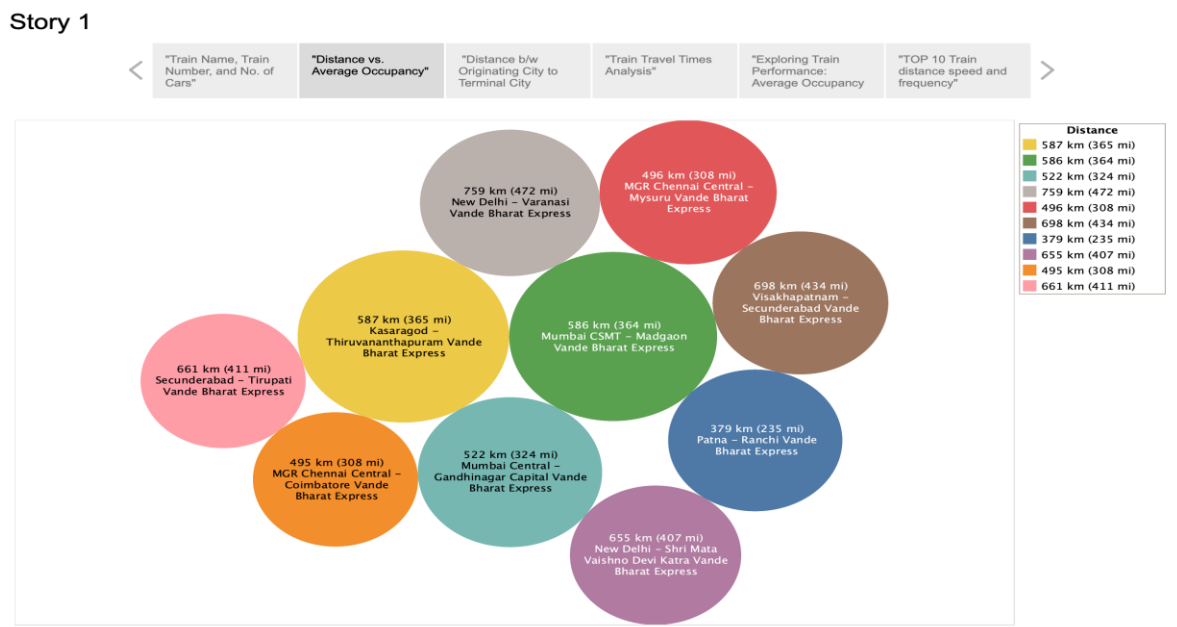 Story 1
"Train Name, Train
Number, and No. of
Cars"
"Distance vs.
Average Occupancy"
"Distance b/w
Originating City to
Terminal City
"Train Travel Times
Analysis"
"Exploring Train
Performance:
Average Occupancy
"TOP 10 Train
distance speed and
frequency"
759 km (472 mi)
New Delhi – Varanasi
Vande Bharat Express
496 km (308 mi)
MGR Chennai Central –
Mysuru Vande Bharat
Express
698 km (434 mi)
Visakhapatnam –
Secunderabad Vande
Bharat Express
587 km (365 mi)
Kasaragod –
Thiruvananthapuram Vande
Bharat Express
586 km (364 mi)
Mumbai CSMT – Madgaon
Vande Bharat Express
661 km (411 mi)
Secunderabad – Tirupati
Vande Bharat Express
379 km (235 mi)
Patna – Ranchi Vande
Bharat Express
495 km (308 mi)
MGR Chennai Central –
Coimbatore Vande
Bharat Express
522 km (324 mi)
Mumbai Central –
Gandhinagar Capital Vande
Bharat Express
655 km (407 mi)
New Delhi – Shri Mata
Vaishno Devi Katra Vande
Bharat Express
Distance
587 km (365 mi)
586 km (364 mi)
522 km (324 mi)
759 km (472 mi)
496 km (308 mi)
698 km (434 mi)
379 km (235 mi)
655 km (407 mi)
495 km (308 mi)
661 km (411 mi)